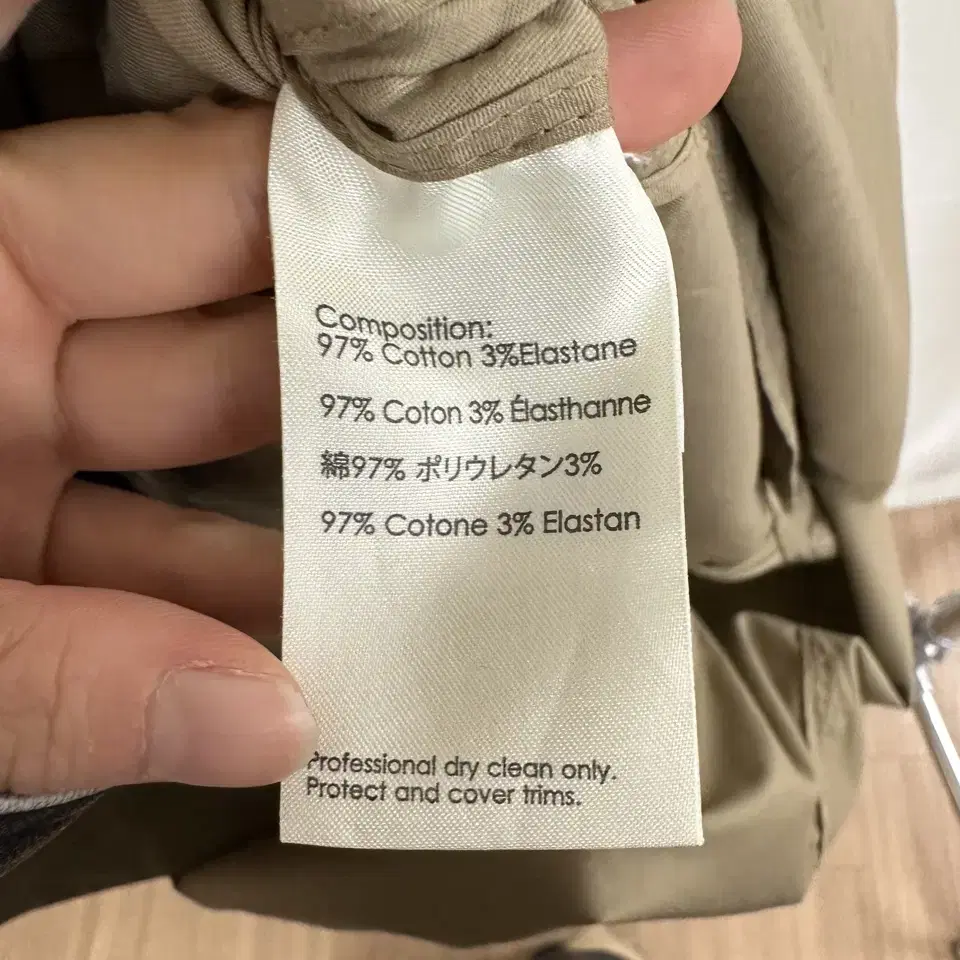 Composition:
97% Cotton 3%Elastane
97% Coton 3% Élasthanne
綿97% ポリウレタン3%
97% Cotone 3% Elastan
Professional dry clean only.
Protect and cover trims.